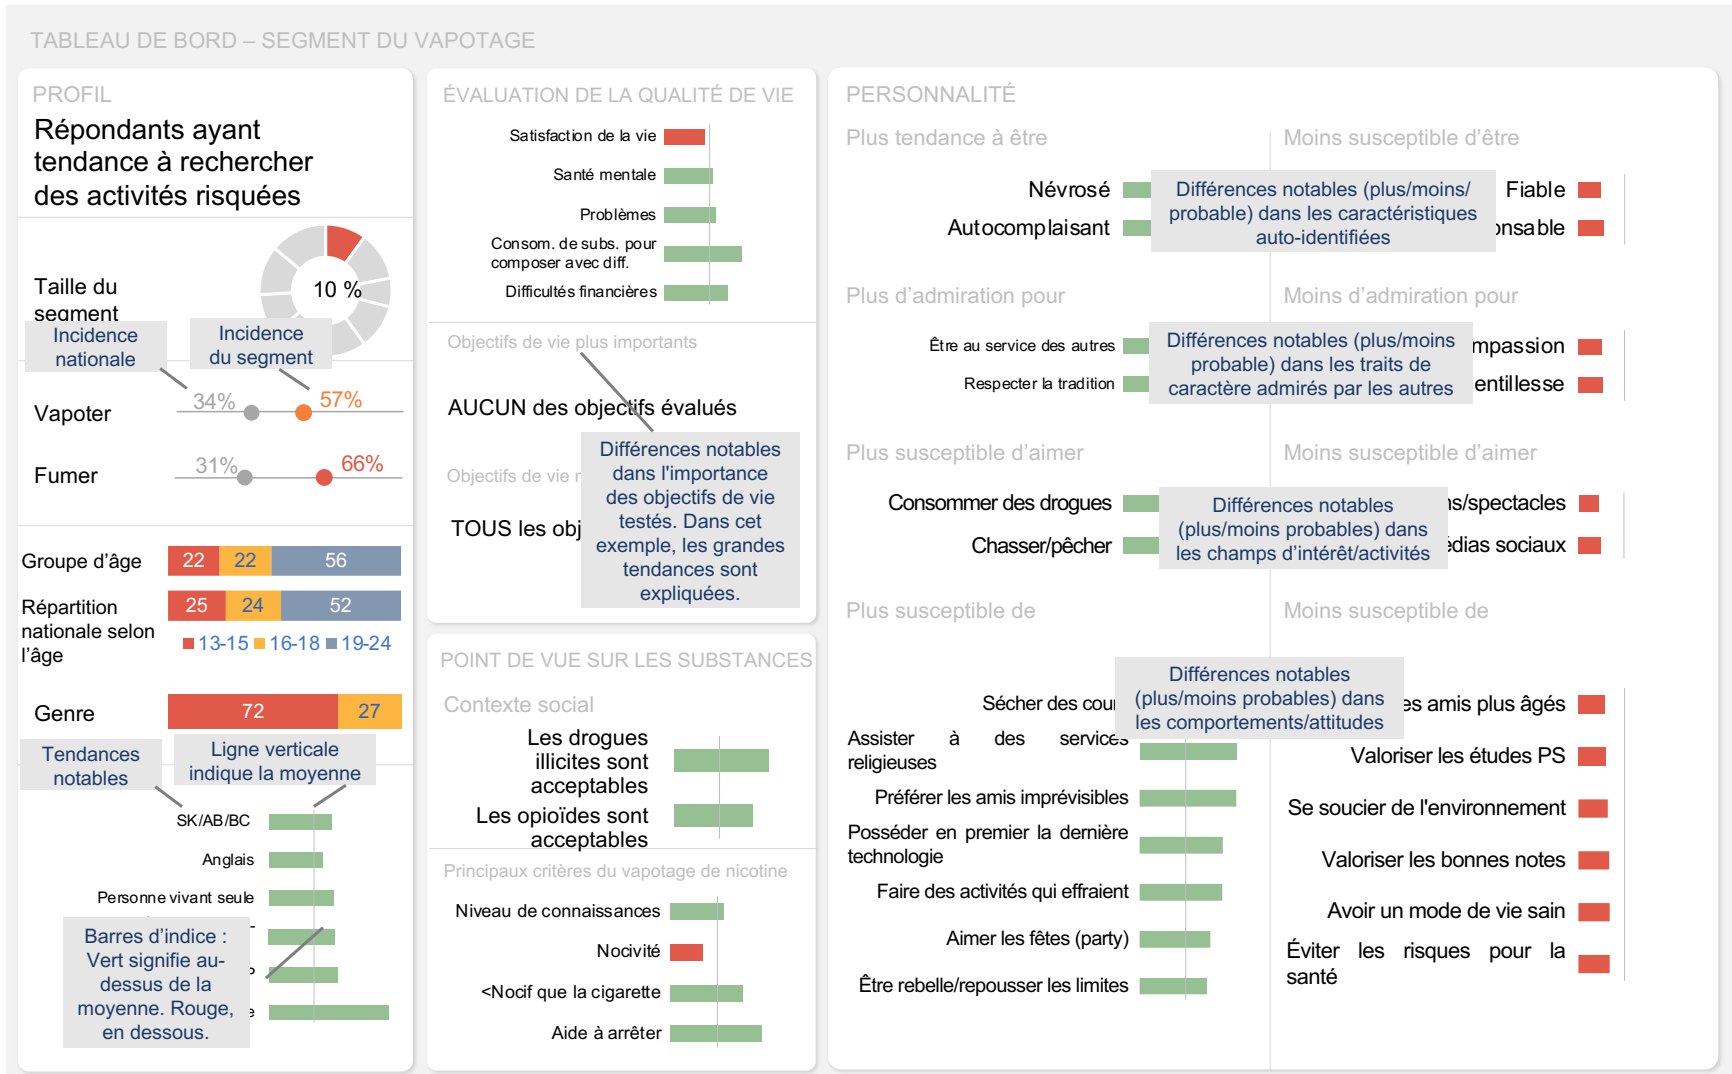 TABLEAU DE BORD – SEGMENT DU VAPOTAGE
PROFIL
Répondants ayant
tendance à rechercher
des activités risquées
Taille du
segment
10 %
Incidence
nationale
Incidence
du segment
Vapoter
34%
57%
Fumer
31%
66%
Groupe d’âge
22
22
56
Répartition
nationale selon
l’âge
25
24
52
13-15
16-18
19-24
Genre
72
27
Tendances
notables
Ligne verticale
indique la moyenne
SK/AB/BC
Anglais
Personne vivant seule
Barres d’indice :
Vert signifie au-
dessus de la
moyenne. Rouge,
en dessous.
ÉVALUATION DE LA QUALITÉ DE VIE
Satisfaction de la vie
Santé mentale
Problèmes
Consom. de subs. pour
composer avec diff.
Difficultés financières
Objectifs de vie plus importants
AUCUN des objectifs évalués
Objectifs de vie
TOUS les
Différences notables
dans l'importance
des objectifs de vie
testés. Dans cet
exemple, les grandes
tendances sont
expliquées.
POINT DE VUE SUR LES SUBSTANCES
Contexte social
Les drogues
illicites sont
acceptables
Les opioïdes sont
acceptables
Principaux critères du vapotage de nicotine
Niveau de connaissances
Nocivité
<Nocif que la cigarette
Aide à arrêter
PERSONNALITÉ
Plus tendance à être
Moins susceptible d’être
Névrosé
Autocomplaisant
Différences notables (plus/moins/
probable) dans les caractéristiques
auto-identifiées
Fiable
Plus d’admiration pour
Moins d’admiration pour
Être au service des autres
Respecter la tradition
Différences notables (plus/moins
probable) dans les traits de
caractère admirés par les autres
Plus susceptible d’aimer
Moins susceptible d’aimer
Consommer des drogues
Chasser/pêcher
Différences notables
(plus/moins probables) dans
les champs d’intérêt/activités
/spectacles
sociaux
Plus susceptible de
Moins susceptible de
Différences notables
(plus/moins probables) dans
les comportements/attitudes
Sécher des
Assister à des services
religieuses
Préférer les amis imprévisibles
Posséder en premier la dernière
technologie
Faire des activités qui effraient
Aimer les fêtes (party)
Être rebelle/repousser les limites
amis plus âgés
Valoriser les études PS
Se soucier de l'environnement
Valoriser les bonnes notes
Avoir un mode de vie sain
Éviter les risques pour la
santé